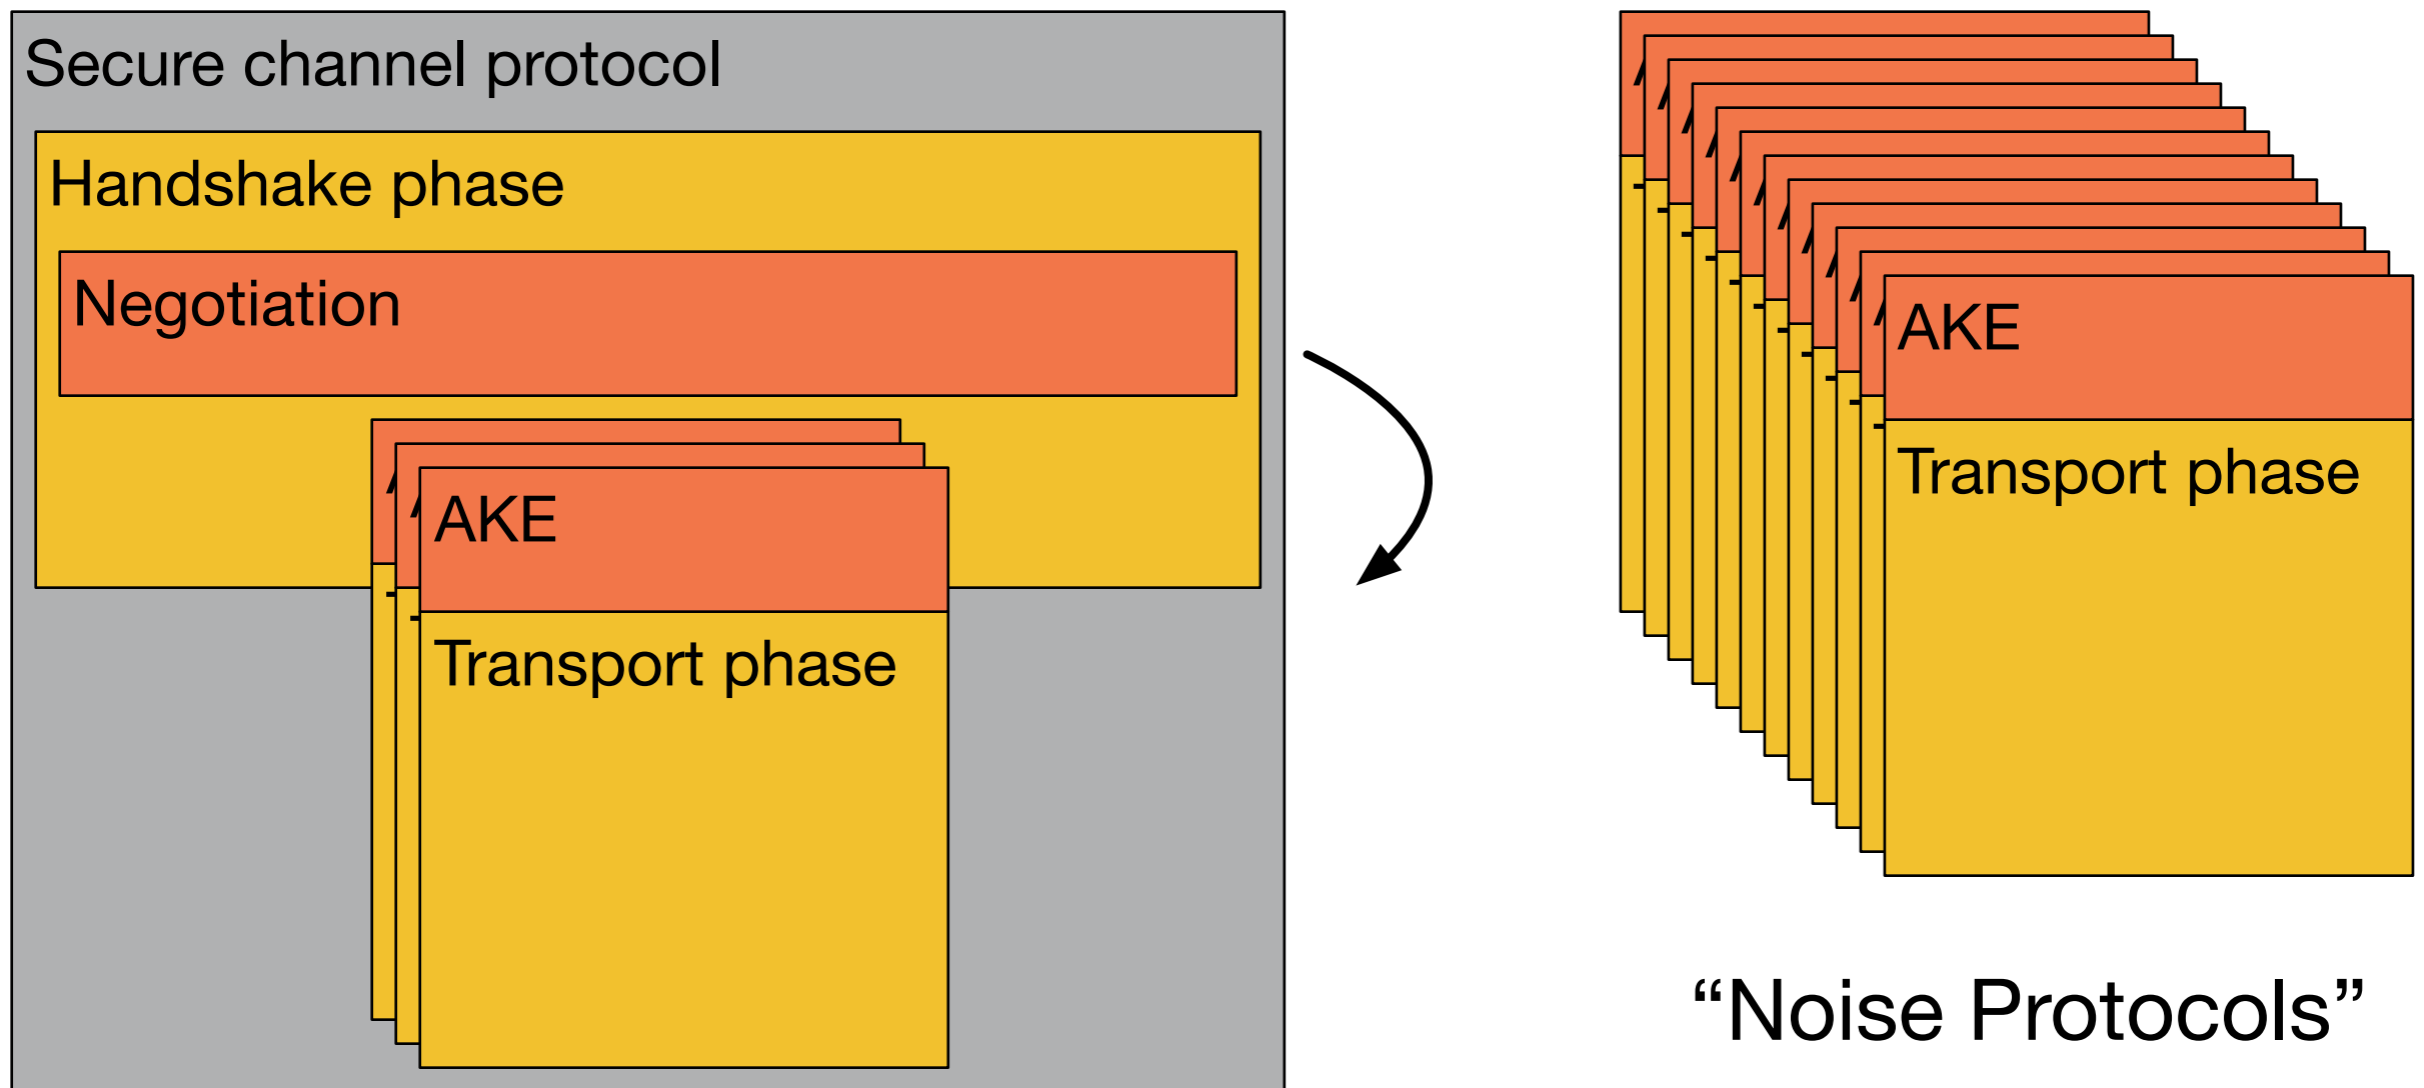 Secure channel protocol
Handshake phase
Negotiation
AKE
Transport phase
AKE
Transport phase
“Noise Protocols”